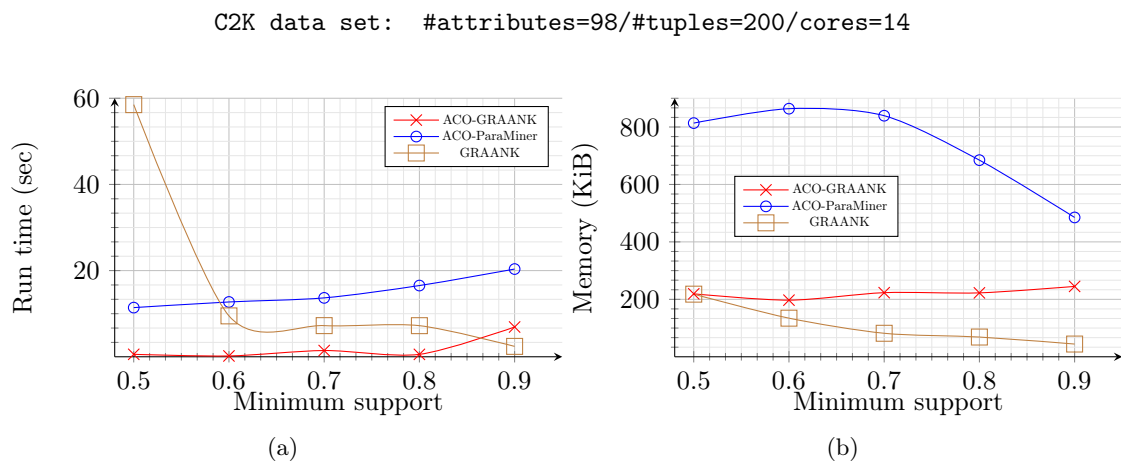 C2K data set: #attributes=98/#tuples=200/cores=14
60
40
20
0.5 0.6 0.7 0.8 0.9
Run time (sec)
Minimum support
ACO-GRAANK
ACO-ParaMiner
GRAANK
(a)
800
600
400
200
0.5 0.6 0.7 0.8 0.9
Memory (KiB)
Minimum support
ACO-GRAANK
ACO-ParaMiner
GRAANK
(b)